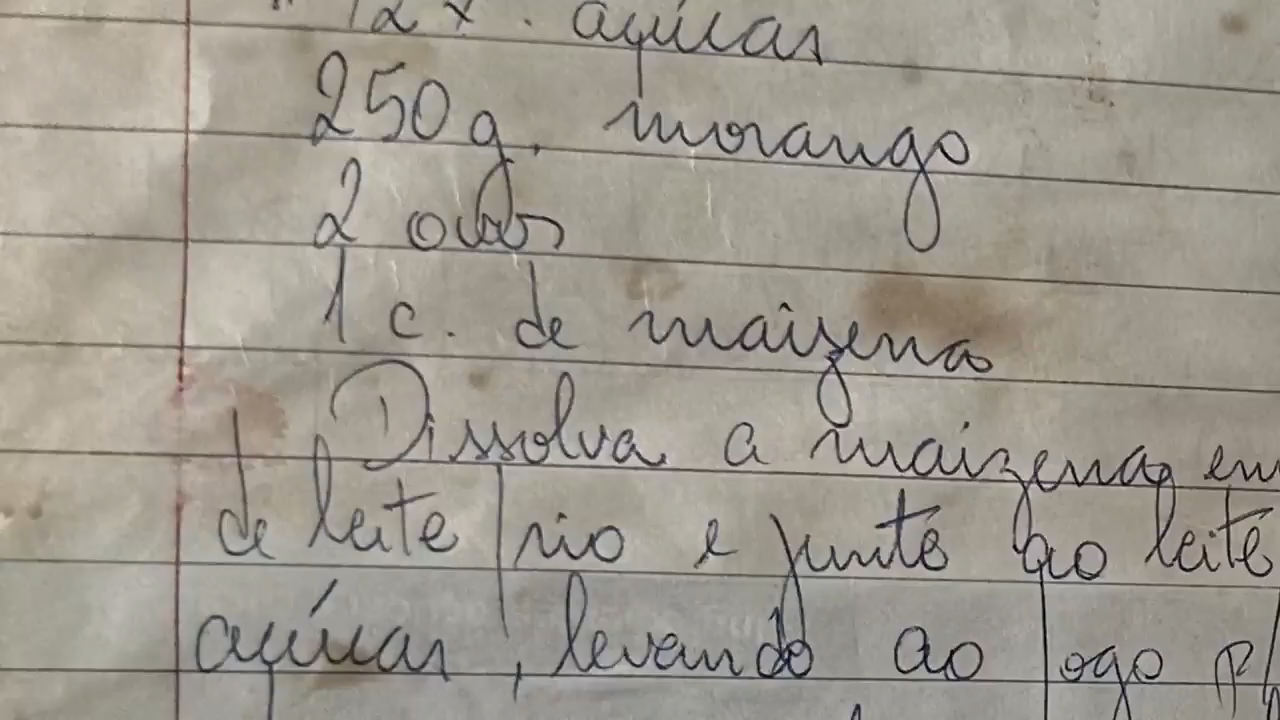 12 x. açúcar
250 g. morango
2 ovos
1 c. de maizena
Dissolva a maizena em
de leite frio e junte ao leite
açúcar, levando ao fogo p/